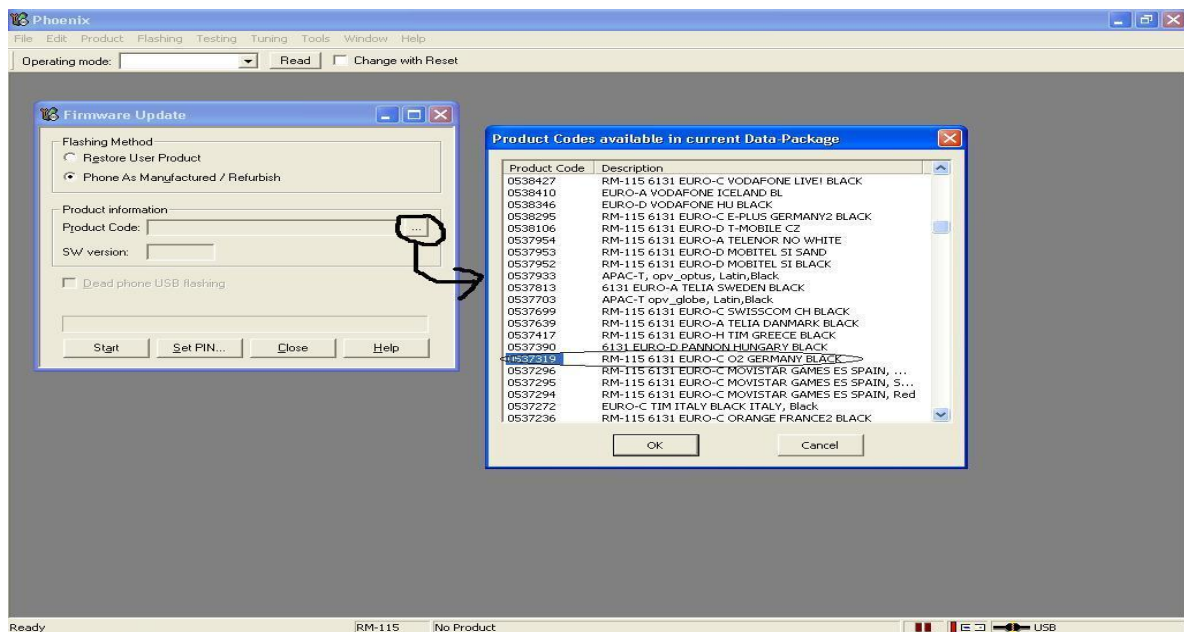 Phoenix
File Edit Product Flashing Testing Tuning Tools Window Help
Operating mode: Read Change with Reset
Firmware Update
Flashing Method
Restore User Product
Phone As Manufactured / Refurbish
Product information
Product Code: ...
SW version:
Dead phone USB flashing
Start Set PIN... Close Help
Product Codes available in current Data-Package
Product Code Description
0538427 RM-115 6131 EURO-C VODAFONE LIVE! BLACK
0538410 EURO-A VODAFONE ICELAND BL
0538346 EURO-D VODAFONE HU BLACK
0538295 RM-115 6131 EURO-C E-PLUS GERMANY2 BLACK
0538106 RM-115 6131 EURO-D T-MOBILE CZ
0537954 RM-115 6131 EURO-A TELENOR NO WHITE
0537953 RM-115 6131 EURO-D MOBITEL SI SAND
0537952 RM-115 6131 EURO-D MOBITEL SI BLACK
0537933 APAC-T, opv_optus, Latin,Black
0537813 6131 EURO-A TELIA SWEDEN BLACK
0537703 APAC-T opv_globe, Latin,Black
0537699 RM-115 6131 EURO-C SWISSCOM CH BLACK
0537639 RM-115 6131 EURO-A TELIA DANMARK BLACK
0537417 RM-115 6131 EURO-H TIM GREECE BLACK
0537390 6131 EURO-D PANNON HUNGARY BLACK
0537319 RM-115 6131 EURO-C O2 GERMANY BLACK
0537296 RM-115 6131 EURO-C MOVISTAR GAMES ES SPAIN, ...
0537295 RM-115 6131 EURO-C MOVISTAR GAMES ES SPAIN, S...
0537294 RM-115 6131 EURO-C MOVISTAR GAMES ES SPAIN, Red
0537272 EURO-C TIM ITALY BLACK ITALY, Black
0537236 RM-115 6131 EURO-C ORANGE FRANCE2 BLACK
OK Cancel
Ready RM-115 No Product USB